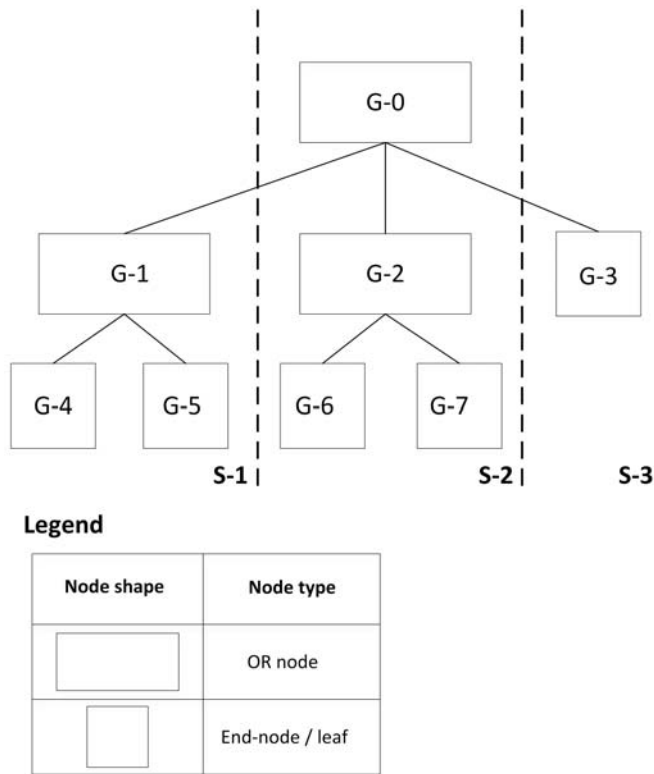 G-0
G-1
G-2
G-3
G-4
G-5
G-6
G-7
S-1
S-2
S-3
Legend
Node shape
Node type
OR node
End-node / leaf